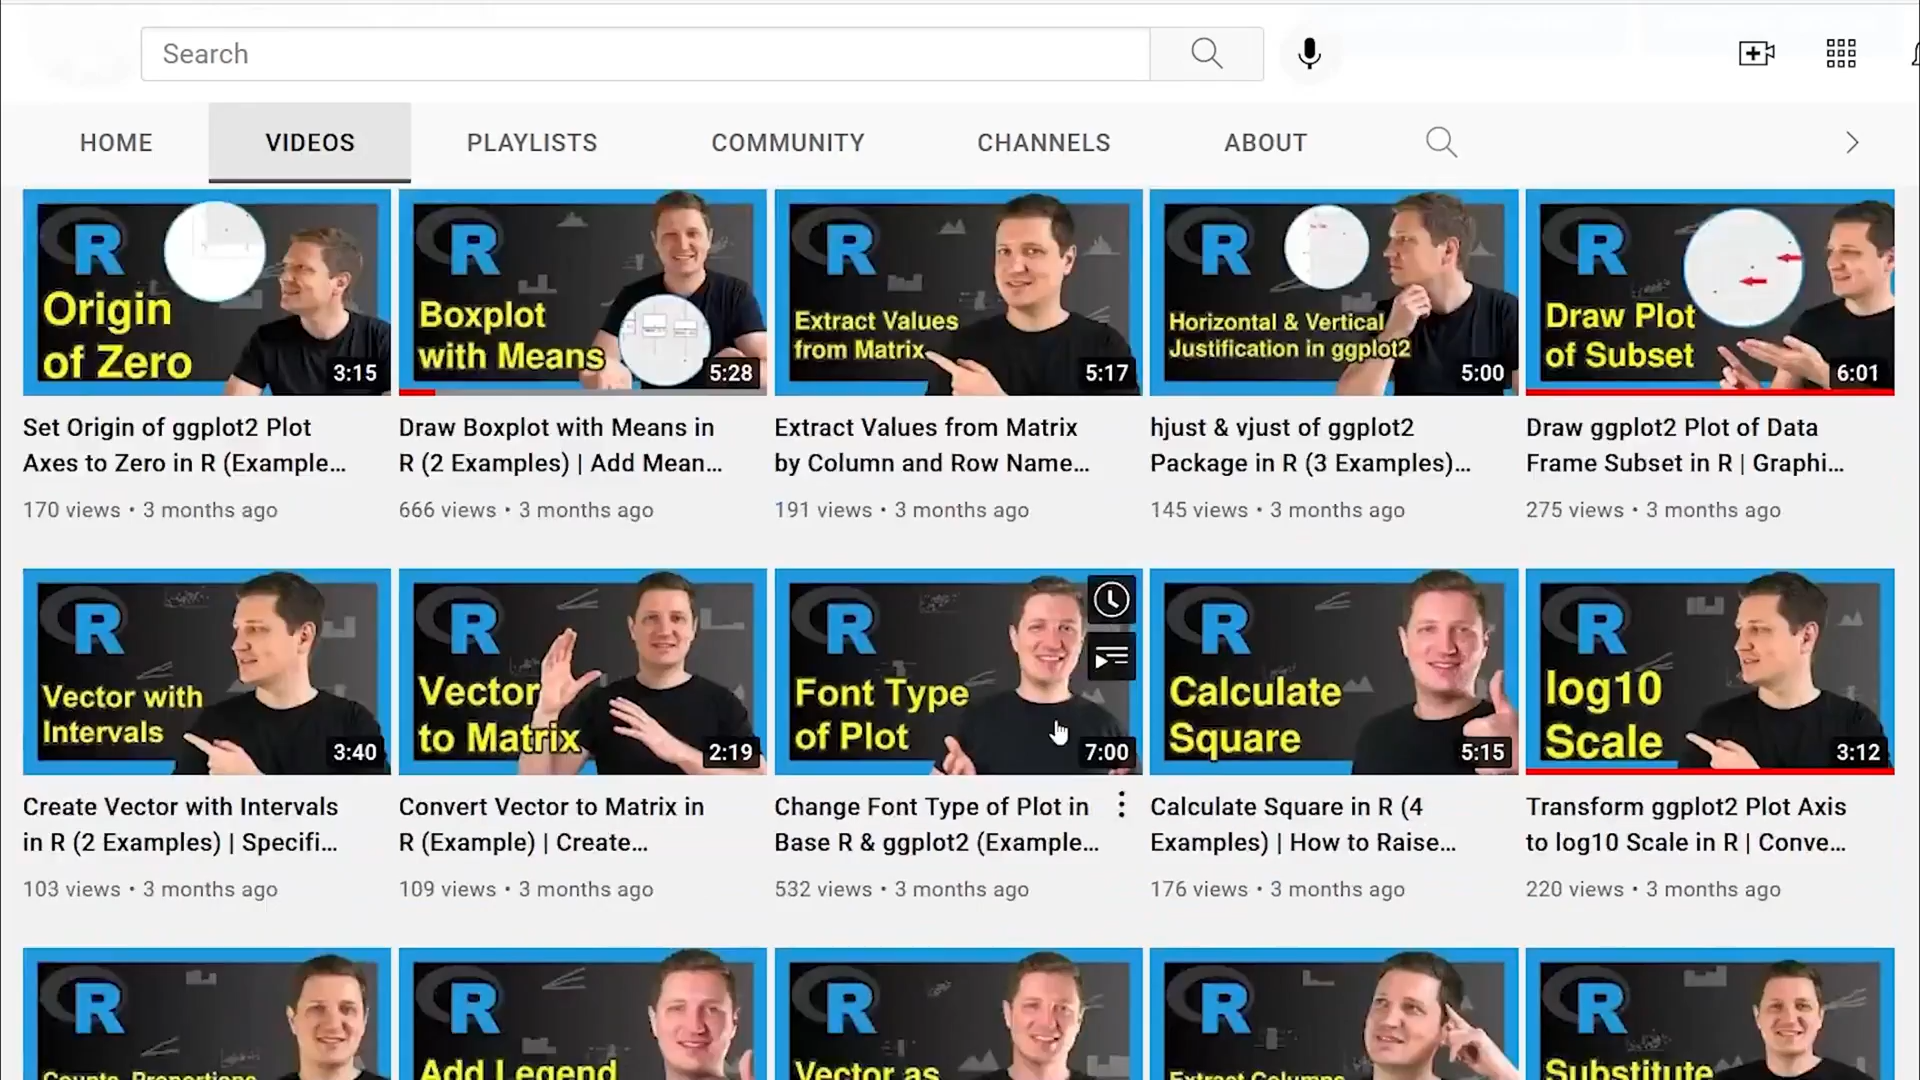 Search
HOME
VIDEOS
PLAYLISTS
COMMUNITY
CHANNELS
ABOUT
R
Origin
of Zero
3:15
R
Boxplot
with Means
5:28
R
Extract Values
from Matrix
5:17
R
Horizontal & Vertical
Justification in ggplot2
5:00
R
Draw Plot
of Subset
6:01
Set Origin of ggplot2 Plot
Axes to Zero in R (Example...
170 views • 3 months ago
Draw Boxplot with Means in
R (2 Examples) | Add Mean...
666 views • 3 months ago
Extract Values from Matrix
by Column and Row Name...
191 views • 3 months ago
hjust & vjust of ggplot2
Package in R (3 Examples)...
145 views • 3 months ago
Draw ggplot2 Plot of Data
Frame Subset in R | Graphi...
275 views • 3 months ago
R
Vector with
Intervals
3:40
R
Vector
to Matrix
2:19
R
Font Type
of Plot
7:00
R
Calculate
Square
5:15
R
log10
Scale
3:12
Create Vector with Intervals
in R (2 Examples) | Specifi...
103 views • 3 months ago
Convert Vector to Matrix in
R (Example) | Create...
109 views • 3 months ago
Change Font Type of Plot in
Base R & ggplot2 (Example...
532 views • 3 months ago
Calculate Square in R (4
Examples) | How to Raise...
176 views • 3 months ago
Transform ggplot2 Plot Axis
to log10 Scale in R | Conve...
220 views • 3 months ago
R
Counts, Proportions
R
Add Legend
R
Vector as
R
Extract Columns
R
Substitute